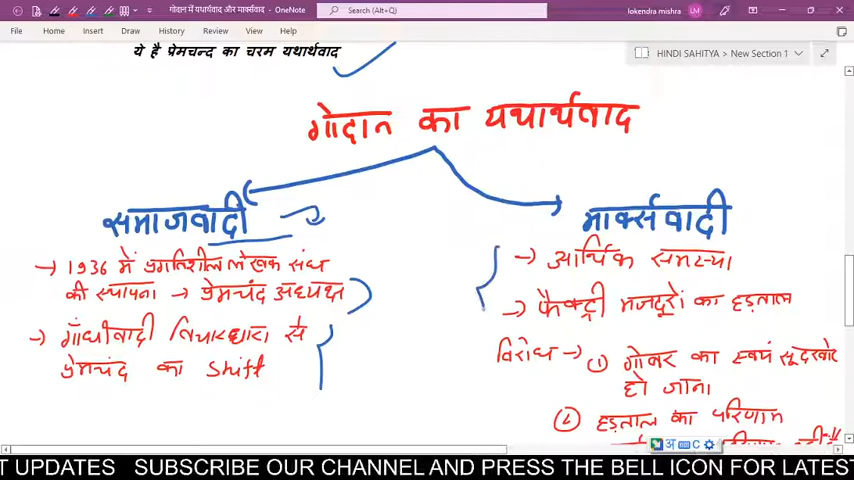 गोदान में यथार्थवाद और मार्क्सवाद - OneNote
Search (Alt+Q)
lokendra mishra
LM
File Home Insert Draw History Review View Help
ये है प्रेमचन्द का चरम यथार्थवाद
HINDI SAHITYA > New Section 1
गोदान का यथार्थवाद
समाजवादी
मार्क्सवादी
→ 1936 में प्रगतिशील लेखक संघ
की स्थापना → प्रेमचंद अध्यक्ष
→ गाँधीवादी विचारधारा से
प्रेमचंद का shift
→ आर्थिक समस्या
→ फैक्ट्री मजदूरों का हड़ताल
विरोध → ① गोबर का स्वयं सूदखोर
हो जाना
② हड़ताल का परिणाम
T UPDATES SUBSCRIBE OUR CHANNEL AND PRESS THE BELL ICON FOR LATES